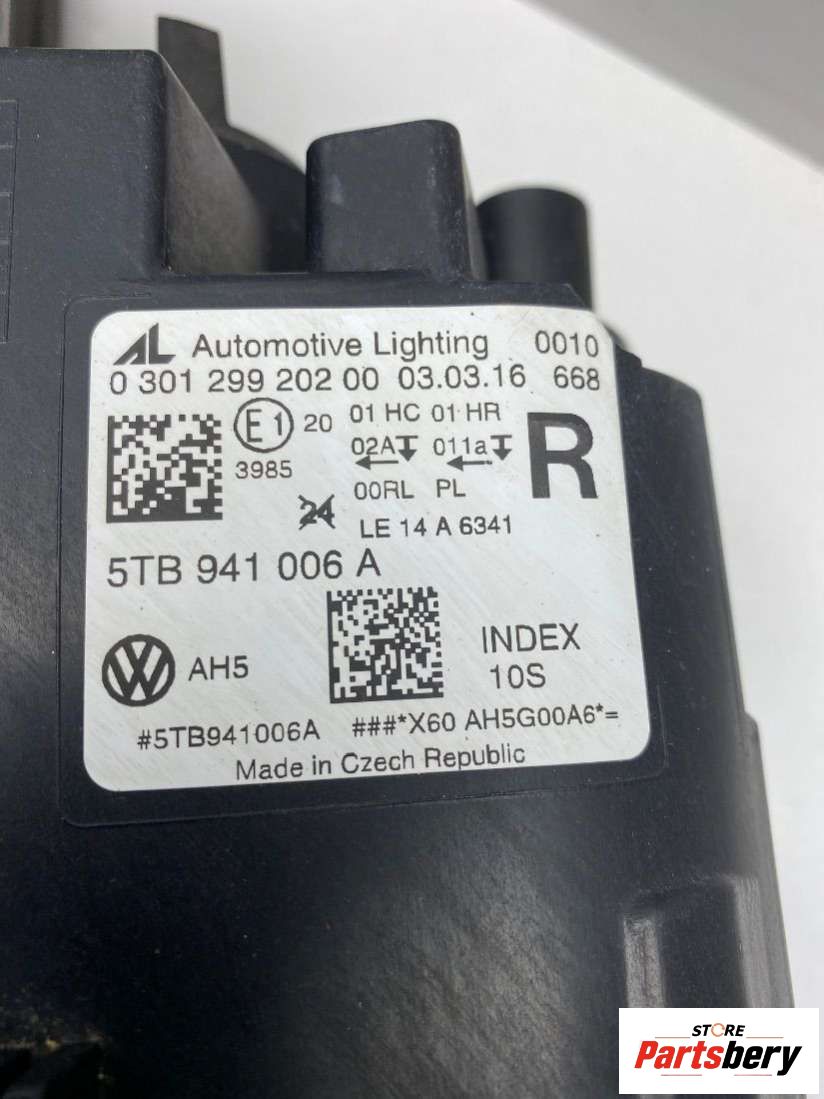 AL Automotive Lighting 0010
0 301 299 202 00 03.03.16 668
E1 20 01 HC 01 HR R
3985 02A 011a
00RL PL
24 LE 14 A 6341
5TB 941 006 A
VW AH5 INDEX
10S
#5TB941006A ###*X60 AH5G00A6*=
Made in Czech Republic
STORE
Partsbery